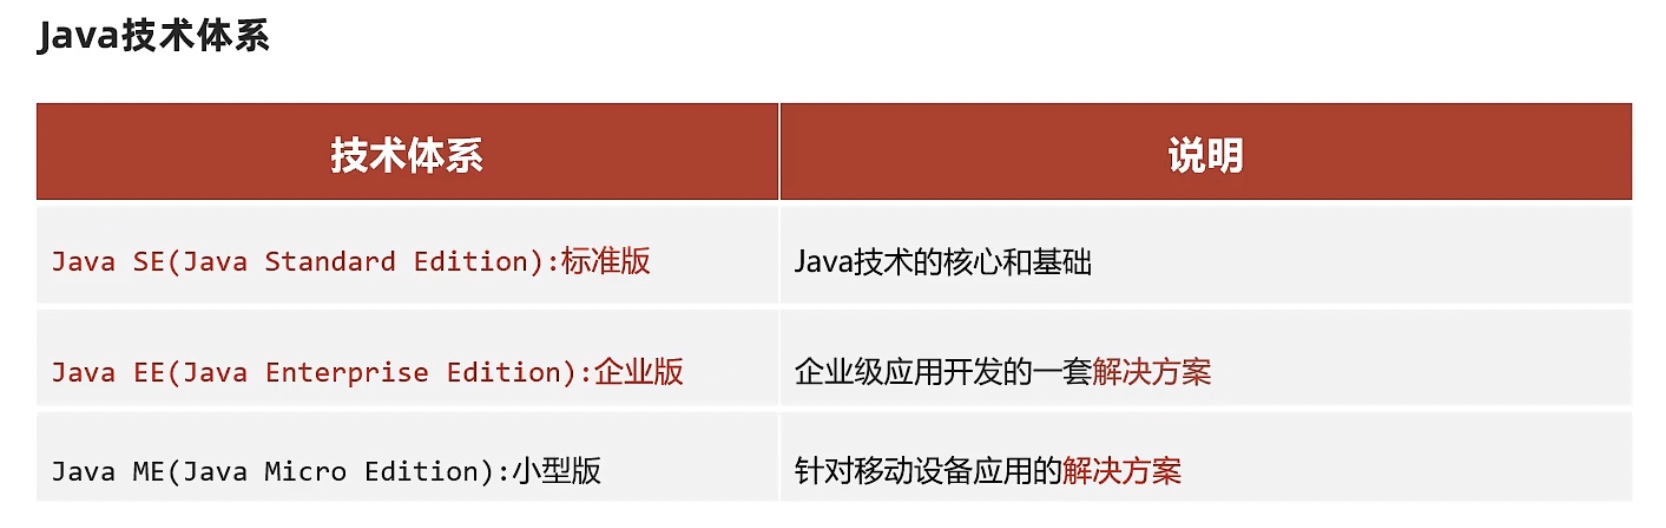 Java技术体系
技术体系
说明
Java SE(Java Standard Edition):标准版
Java技术的核心和基础
Java EE(Java Enterprise Edition):企业版
企业级应用开发的一套解决方案
Java ME(Java Micro Edition):小型版
针对移动设备应用的解决方案